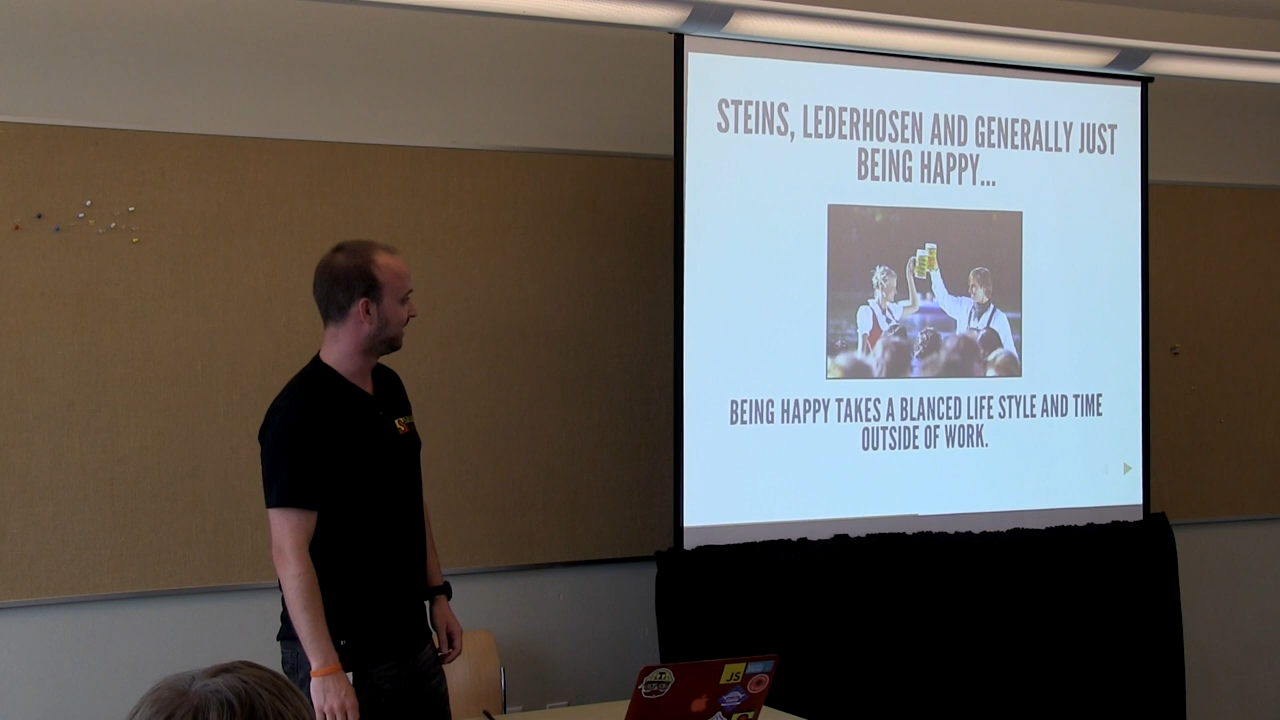 STEINS, LEDERHOSEN AND GENERALLY JUST
BEING HAPPY...
BEING HAPPY TAKES A BLANCED LIFE STYLE AND TIME
OUTSIDE OF WORK.
JS